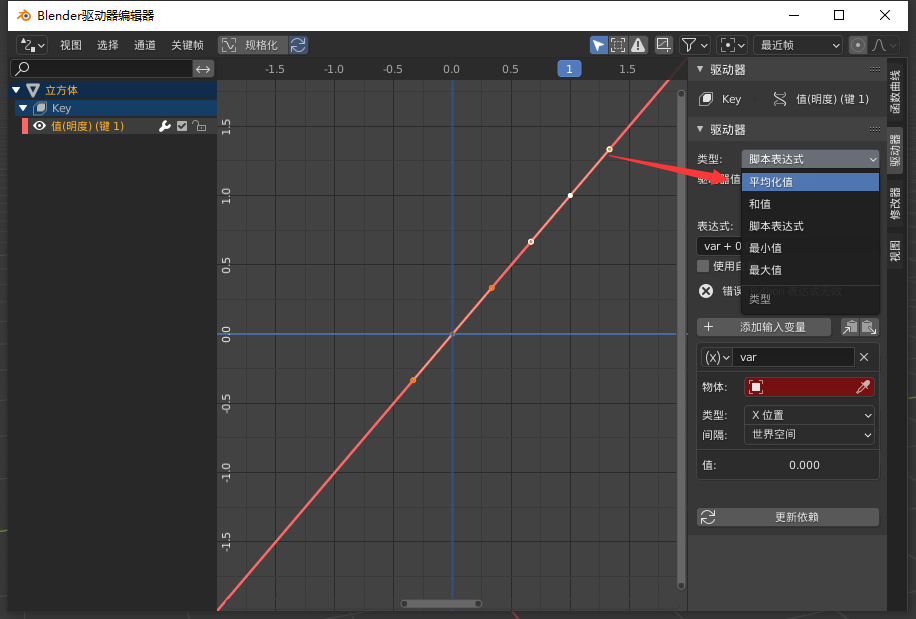 Blender驱动器编辑器
视图 选择 通道 关键帧 规格化 最近帧
-1.5 -1.0 -0.5 0.0 0.5 1 1.5
立方体
Key
值(明度) (键 1)
1.5
1.0
0.5
0.0
-0.5
-1.0
-1.5
驱动器
Key 值(明度) (键 1)
驱动器
类型: 脚本表达式
平均化值
和值
脚本表达式
最小值
最大值
类型
驱动器值
表达式:
var + 0
使用自
错误
添加输入变量
(x) var
物体:
类型: X 位置
间隔: 世界空间
值: 0.000
更新依赖
函数曲线
驱动器
修改器
视图